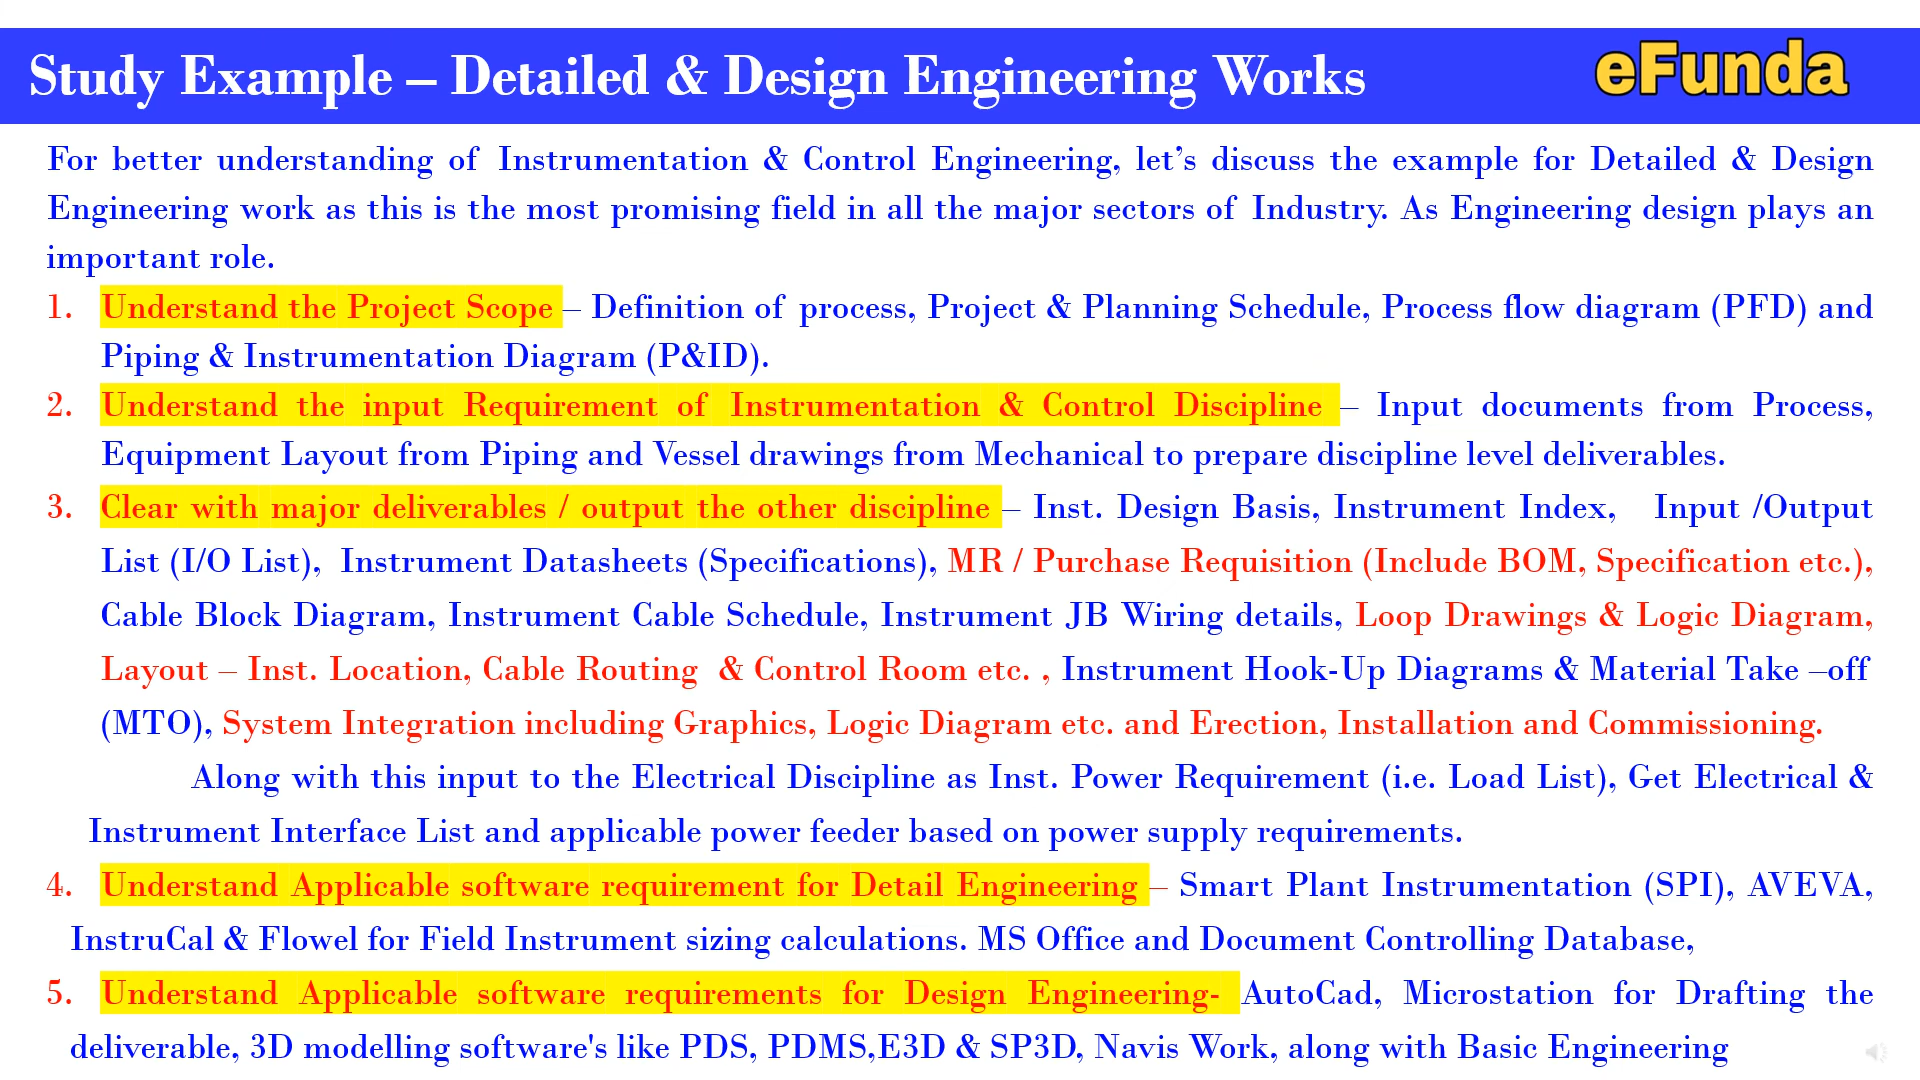 Study Example – Detailed & Design Engineering Works
eFunda
For better understanding of Instrumentation & Control Engineering, let’s discuss the example for Detailed & Design
Engineering work as this is the most promising field in all the major sectors of Industry. As Engineering design plays an
important role.
1. Understand the Project Scope – Definition of process, Project & Planning Schedule, Process flow diagram (PFD) and
Piping & Instrumentation Diagram (P&ID).
2. Understand the input Requirement of Instrumentation & Control Discipline – Input documents from Process,
Equipment Layout from Piping and Vessel drawings from Mechanical to prepare discipline level deliverables.
3. Clear with major deliverables / output the other discipline – Inst. Design Basis, Instrument Index, Input /Output
List (I/O List), Instrument Datasheets (Specifications), MR / Purchase Requisition (Include BOM, Specification etc.),
Cable Block Diagram, Instrument Cable Schedule, Instrument JB Wiring details, Loop Drawings & Logic Diagram,
Layout – Inst. Location, Cable Routing & Control Room etc. , Instrument Hook-Up Diagrams & Material Take –off
(MTO), System Integration including Graphics, Logic Diagram etc. and Erection, Installation and Commissioning.
Along with this input to the Electrical Discipline as Inst. Power Requirement (i.e. Load List), Get Electrical &
Instrument Interface List and applicable power feeder based on power supply requirements.
4. Understand Applicable software requirement for Detail Engineering – Smart Plant Instrumentation (SPI), AVEVA,
InstruCal & Flowel for Field Instrument sizing calculations. MS Office and Document Controlling Database,
5. Understand Applicable software requirements for Design Engineering- AutoCad, Microstation for Drafting the
deliverable, 3D modelling software's like PDS, PDMS,E3D & SP3D, Navis Work, along with Basic Engineering